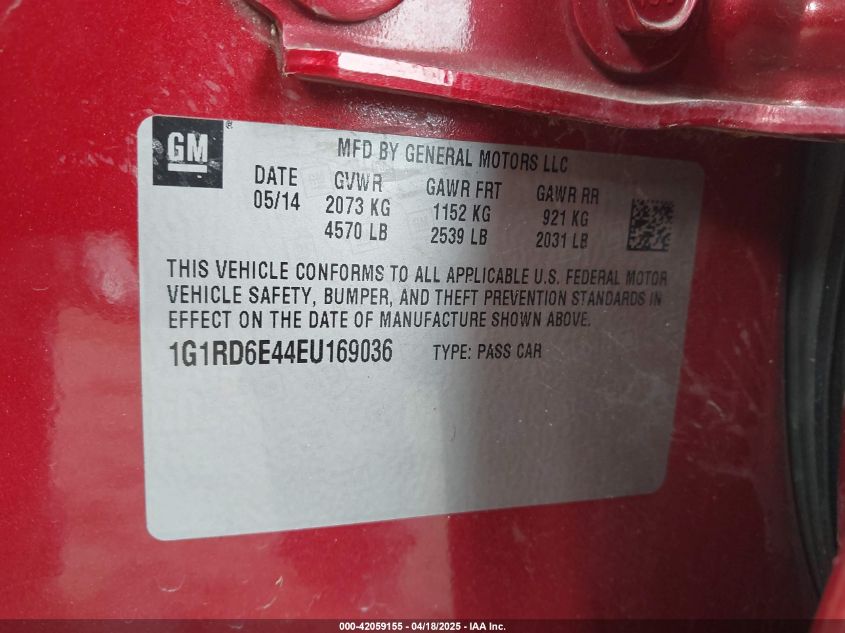 GM ®
MFD BY GENERAL MOTORS LLC
DATE GVWR GAWR FRT GAWR RR
05/14 2073 KG 1152 KG 921 KG
4570 LB 2539 LB 2031 LB
THIS VEHICLE CONFORMS TO ALL APPLICABLE U.S. FEDERAL MOTOR
VEHICLE SAFETY, BUMPER, AND THEFT PREVENTION STANDARDS IN
EFFECT ON THE DATE OF MANUFACTURE SHOWN ABOVE.
1G1RD6E44EU169036 TYPE: PASS CAR
000-42059155 - 04/18/2025 - IAA Inc.